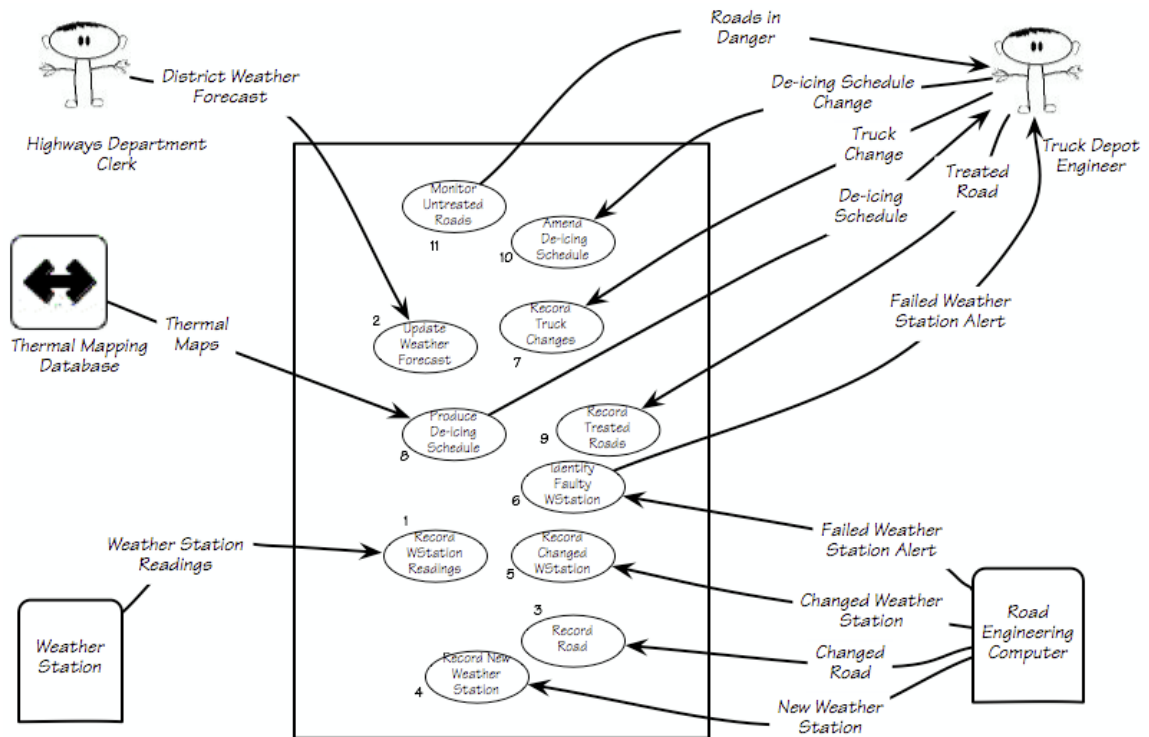 Roads in
Danger
District Weather
Forecast
De-icing Schedule
Change
Highways Department
Clerk
Truck
Change
Truck Depot
Engineer
Treated
Road
De-icing
Schedule
Monitor
Untreated
Roads
11
Amend
De-icing
Schedule
10
Failed Weather
Station Alert
Thermal
Maps
Thermal Mapping
Database
2
Update
Weather
Forecast
Record
Truck
Changes
7
Produce
De-icing
Schedule
8
Record
Treated
Roads
9
Identify
Faulty
WStation
6
1
Record
WStation
Readings
Record
Changed
WStation
5
Weather Station
Readings
Failed Weather
Station Alert
Weather
Station
3
Record
Road
Record New
Weather
Station
4
Changed Weather
Station
Changed
Road
New Weather
Station
Road
Engineering
Computer